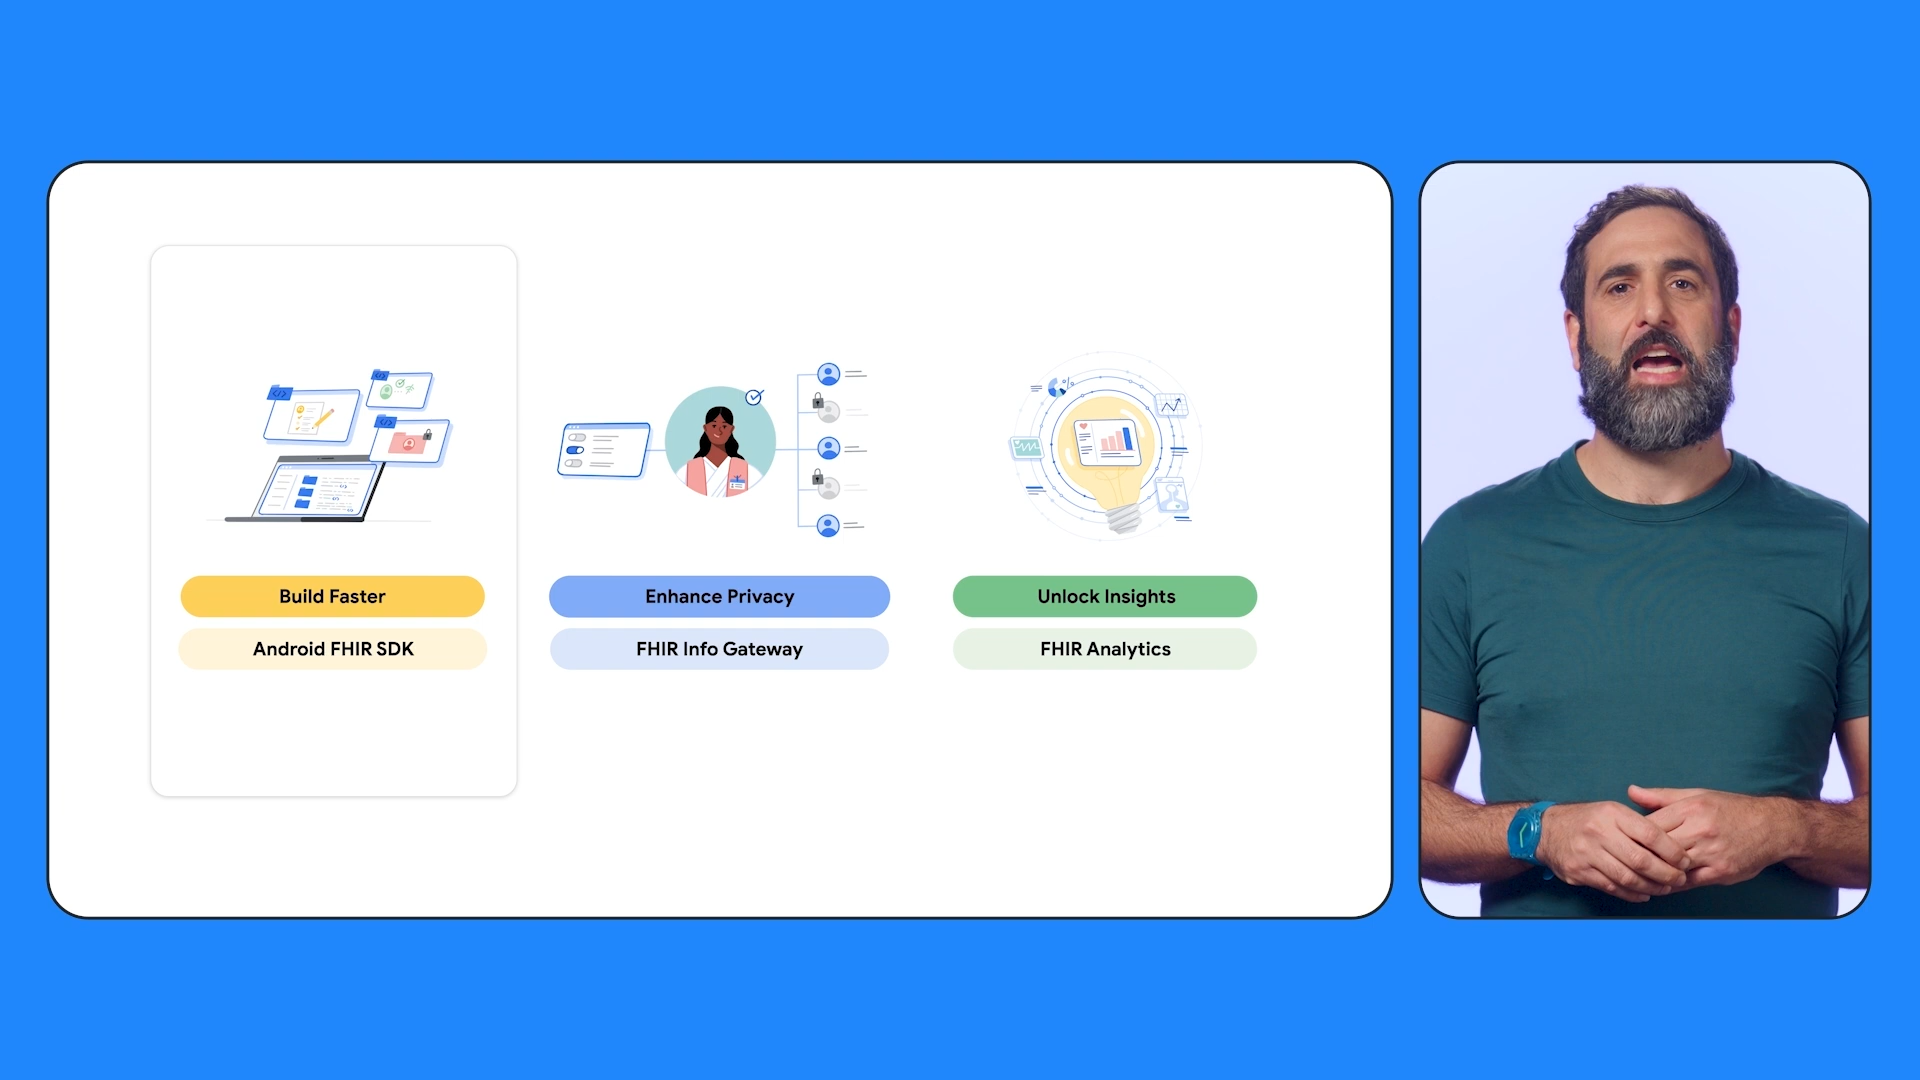 Build Faster
Android FHIR SDK
Enhance Privacy
FHIR Info Gateway
Unlock Insights
FHIR Analytics